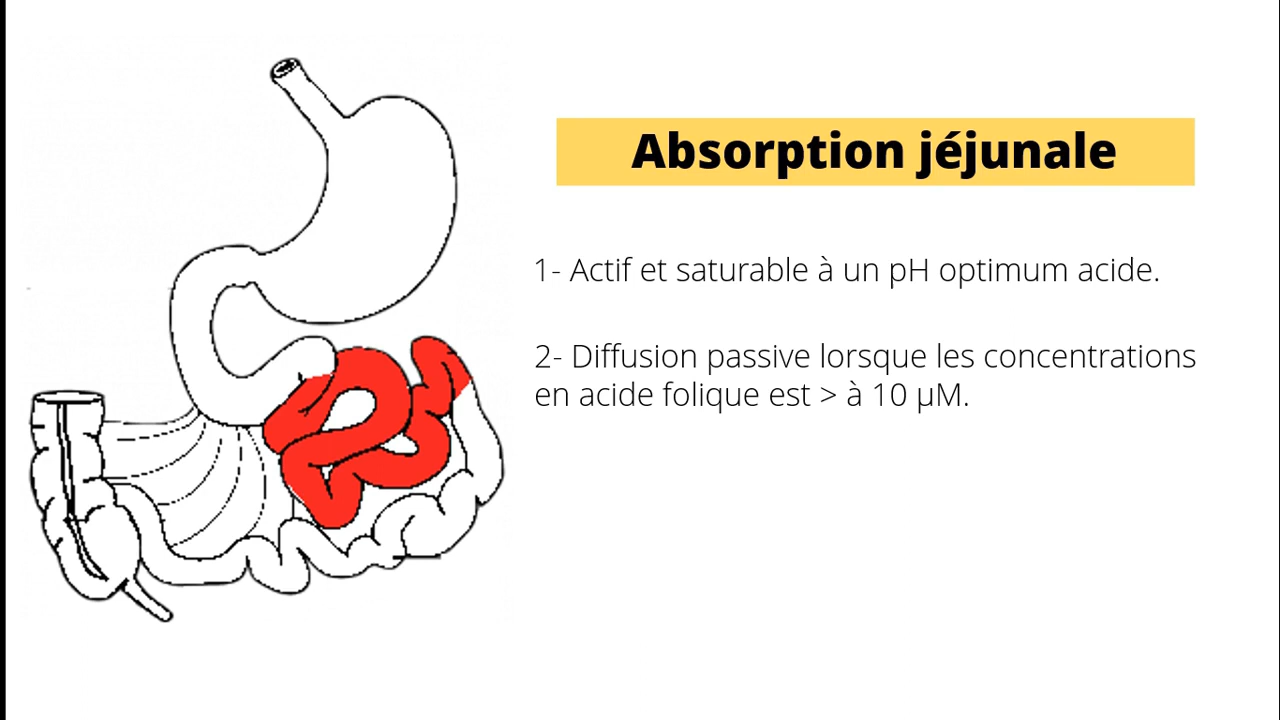 Absorption jéjunale
1- Actif et saturable à un pH optimum acide.
2- Diffusion passive lorsque les concentrations
en acide folique est > à 10 µM.